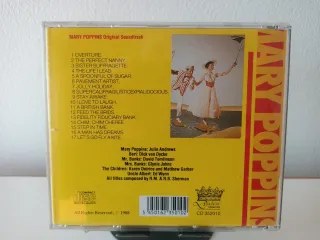 MARY POPPINS Original Soundtrack
1 OVERTURE
2 THE PERFECT NANNY
3 SISTER SUFFRAGETTE
4 THE LIFE I LEAD
5 A SPOONFUL OF SUGAR
6 PAVEMENT ARTIST
7 JOLLY HOLIDAY
8 SUPERCALIFRAGILISTICEXPIALIDOCIOUS
9 STAY AWAKE
10 I LOVE TO LAUGH
11 A BRITISH BANK
12 FEED THE BIRDS
13 FIDELITY FIDUCIARY BANK
14 CHIM, CHIM CHEREE
15 STEP IN TIME
16 A MAN HAS DREAMS
17 LET'S GO FLY A KITE
Mary Poppins: Julie Andrews
Bert: Dick van Dyke
Mr. Banks: David Tomlinson
Mrs. Banks: Glynis Johns
The Children: Karen Dotrice and Matthew Garber
Uncle Albert: Ed Wynn
All titles composed by R.M. & R.B. Sherman
All Rights Reserved
MARY POPPINS